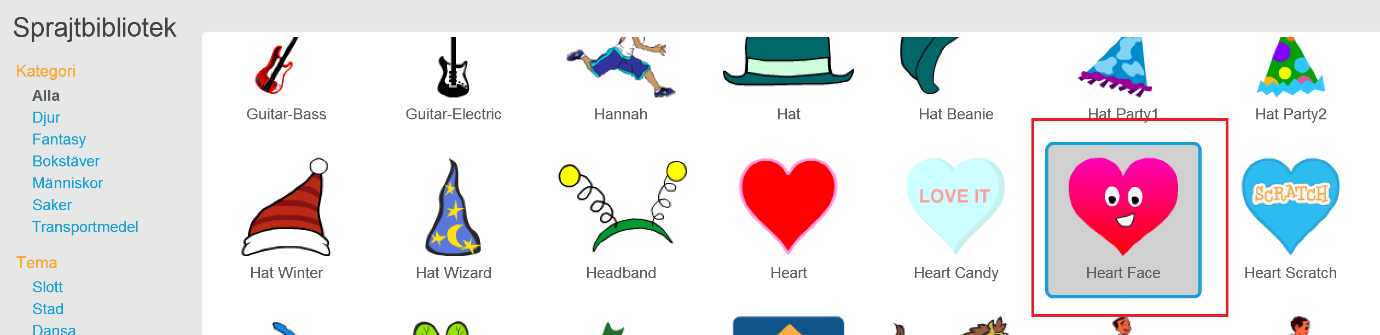 Sprajtbibliotek
Kategori
Alla
Djur
Fantasy
Bokstäver
Människor
Saker
Transportmedel
Tema
Slott
Stad
Dansa
Guitar-Bass
Guitar-Electric
Hannah
Hat
Hat Beanie
Hat Party1
Hat Party2
LOVE IT
SCRATCH
Hat Winter
Hat Wizard
Headband
Heart
Heart Candy
Heart Face
Heart Scratch